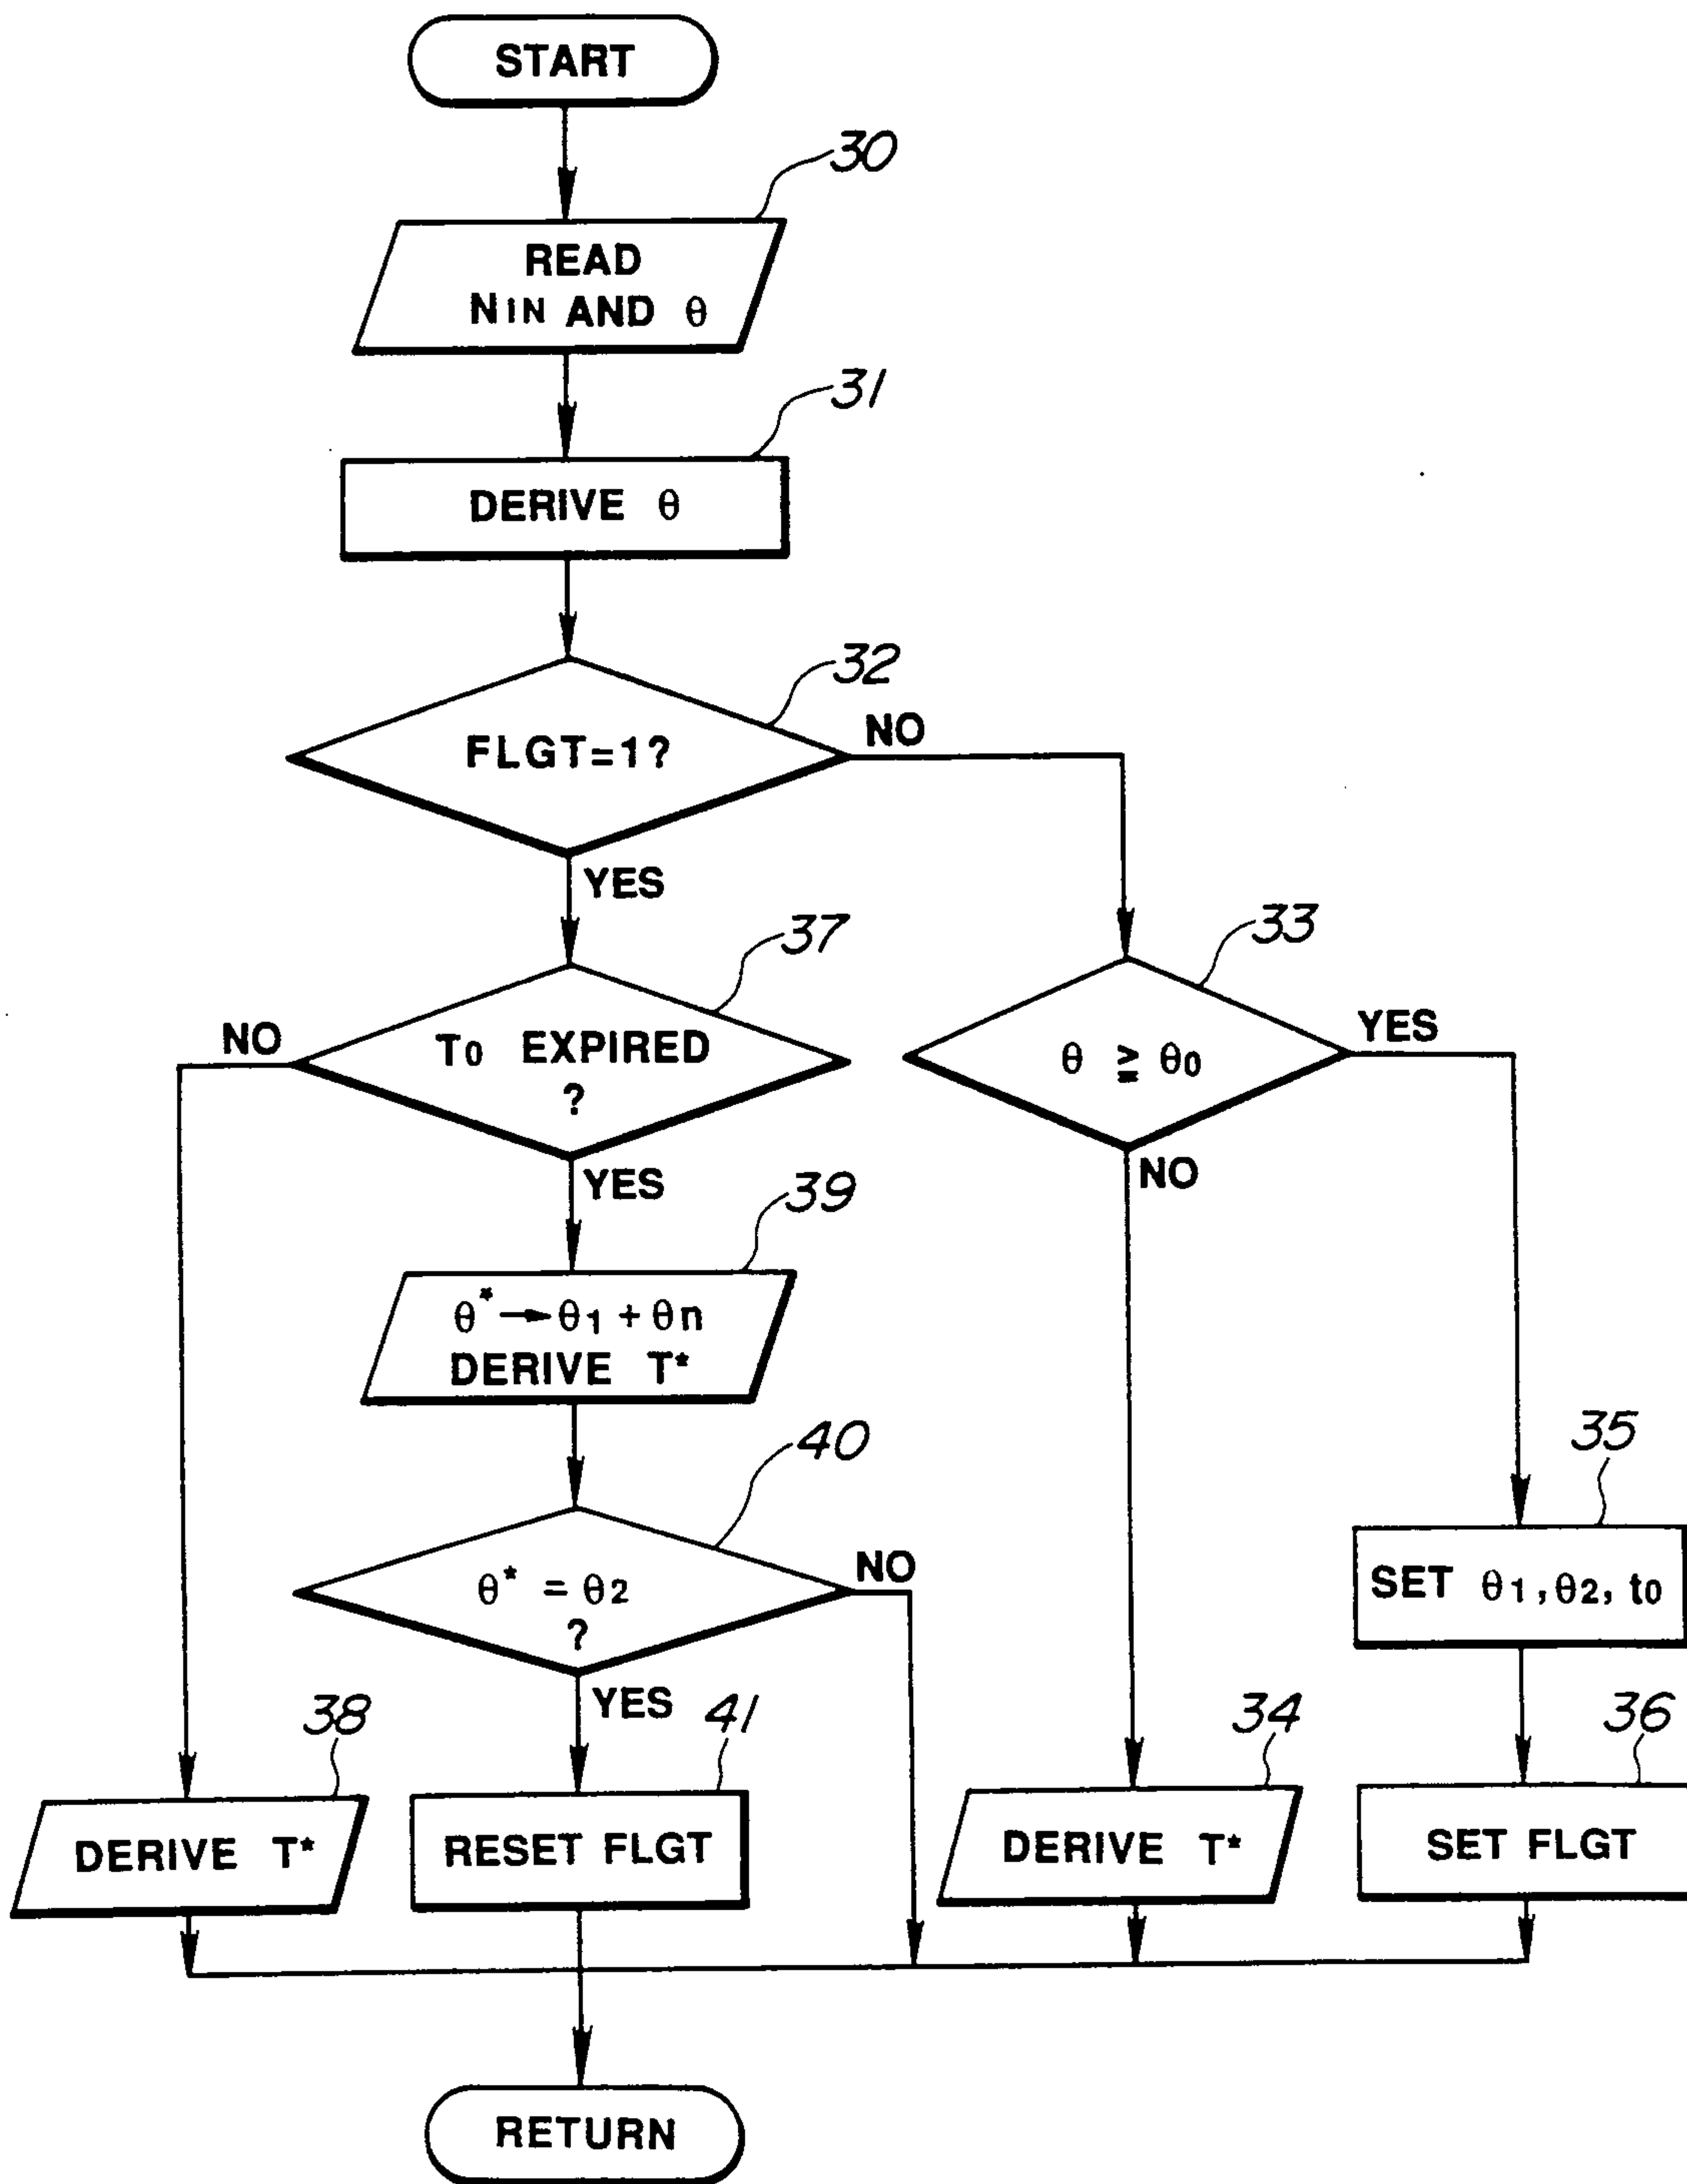 START
30
READ
NIN AND θ
31
DERIVE θ
32
FLGT=1?
NO
YES
37
33
NO
T0 EXPIRED
?
YES
θ ≧ θ0
YES
NO
39
θ* → θ1 + θn
DERIVE T*
40
35
θ* = θ2
?
NO
SET θ1, θ2, t0
YES
38
41
34
36
DERIVE T*
RESET FLGT
DERIVE T*
SET FLGT
RETURN